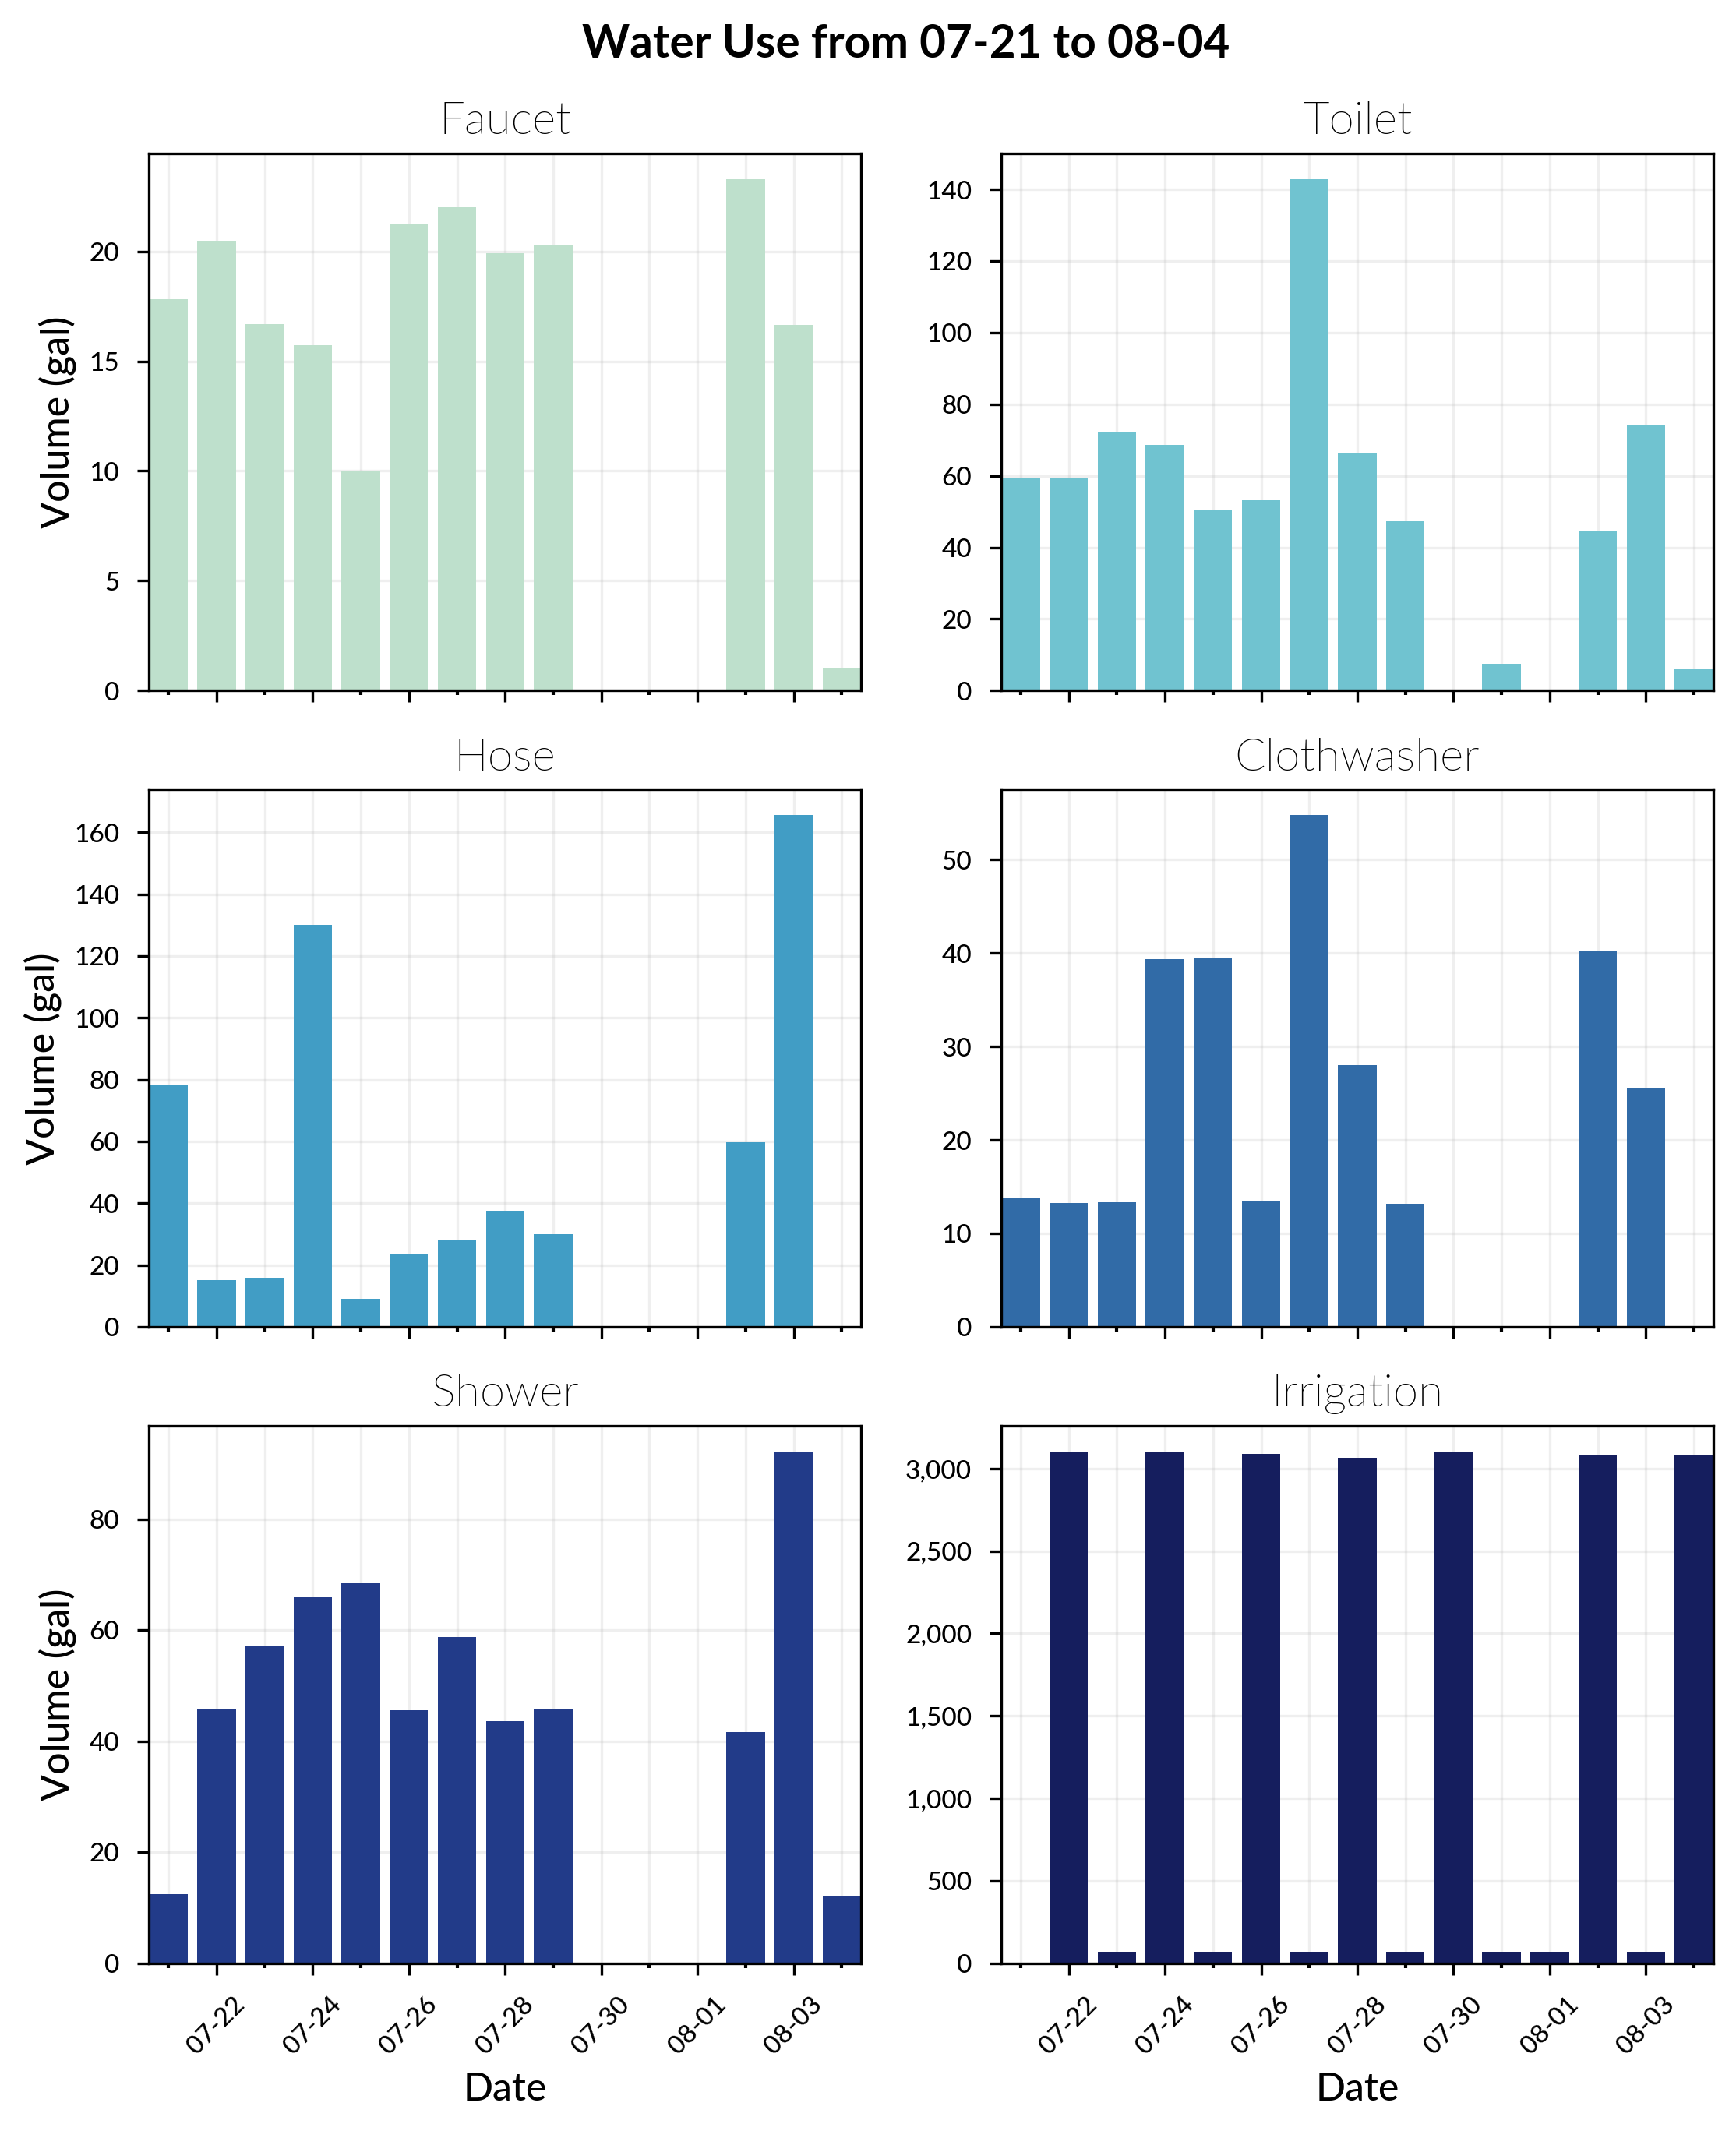 Water Use from 07-21 to 08-04
Faucet
Toilet
Volume (gal)
20
15
10
5
0
140
120
100
80
60
40
20
0
Hose
Clothwasher
Volume (gal)
160
140
120
100
80
60
40
20
0
50
40
30
20
10
0
Shower
Irrigation
Volume (gal)
80
60
40
20
0
3,000
2,500
2,000
1,500
1,000
500
0
07-22 07-24 07-26 07-28 07-30 08-01 08-03
07-22 07-24 07-26 07-28 07-30 08-01 08-03
Date
Date